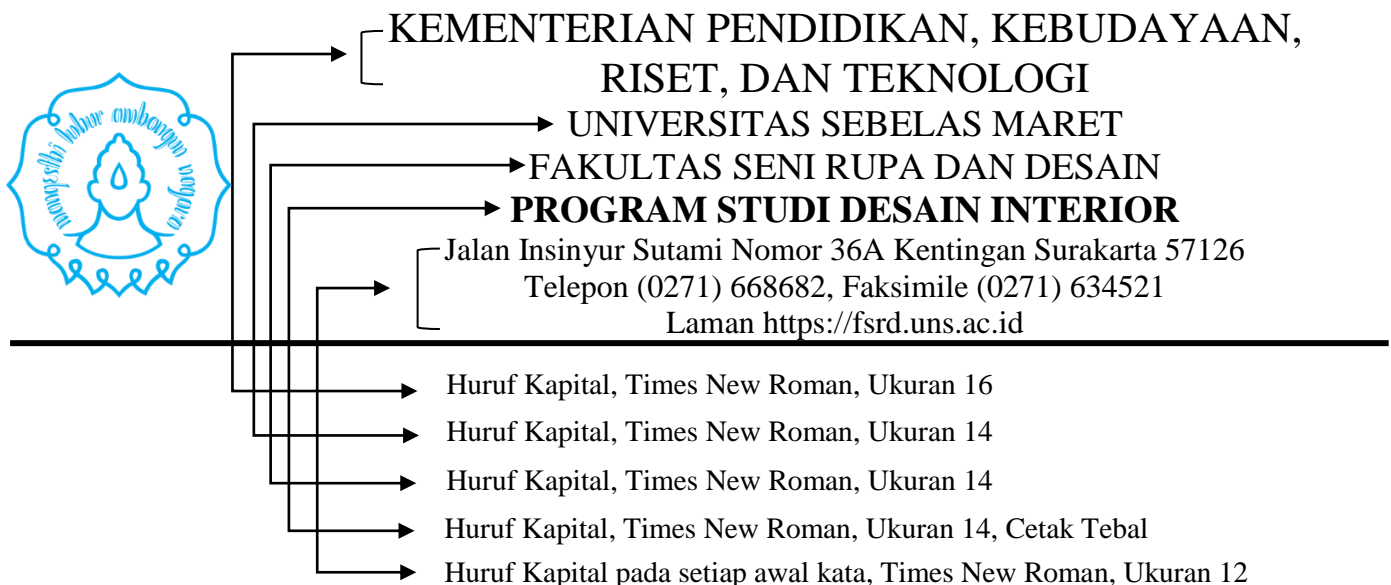 KEMENTERIAN PENDIDIKAN, KEBUDAYAAN,
RISET, DAN TEKNOLOGI
UNIVERSITAS SEBELAS MARET
FAKULTAS SENI RUPA DAN DESAIN
PROGRAM STUDI DESAIN INTERIOR
Jalan Insinyur Sutami Nomor 36A Kentingan Surakarta 57126
Telepon (0271) 668682, Faksimile (0271) 634521
Laman https://fsrd.uns.ac.id
mangesthi luhur ambangun nagara
Huruf Kapital, Times New Roman, Ukuran 16
Huruf Kapital, Times New Roman, Ukuran 14
Huruf Kapital, Times New Roman, Ukuran 14
Huruf Kapital, Times New Roman, Ukuran 14, Cetak Tebal
Huruf Kapital pada setiap awal kata, Times New Roman, Ukuran 12